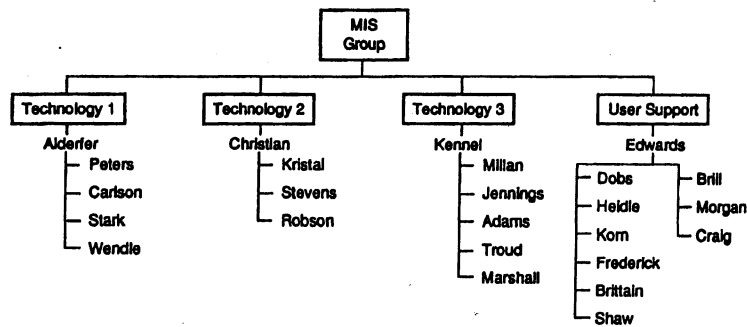 MIS
Group
Technology 1
Technology 2
Technology 3
User Support
Alderfer
Christian
Kennel
Edwards
Peters
Carlson
Stark
Wendle
Kristal
Stevens
Robson
Milian
Jennings
Adams
Troud
Marshall
Dobs
Heidle
Korn
Frederick
Brittain
Shaw
Brill
Morgan
Craig